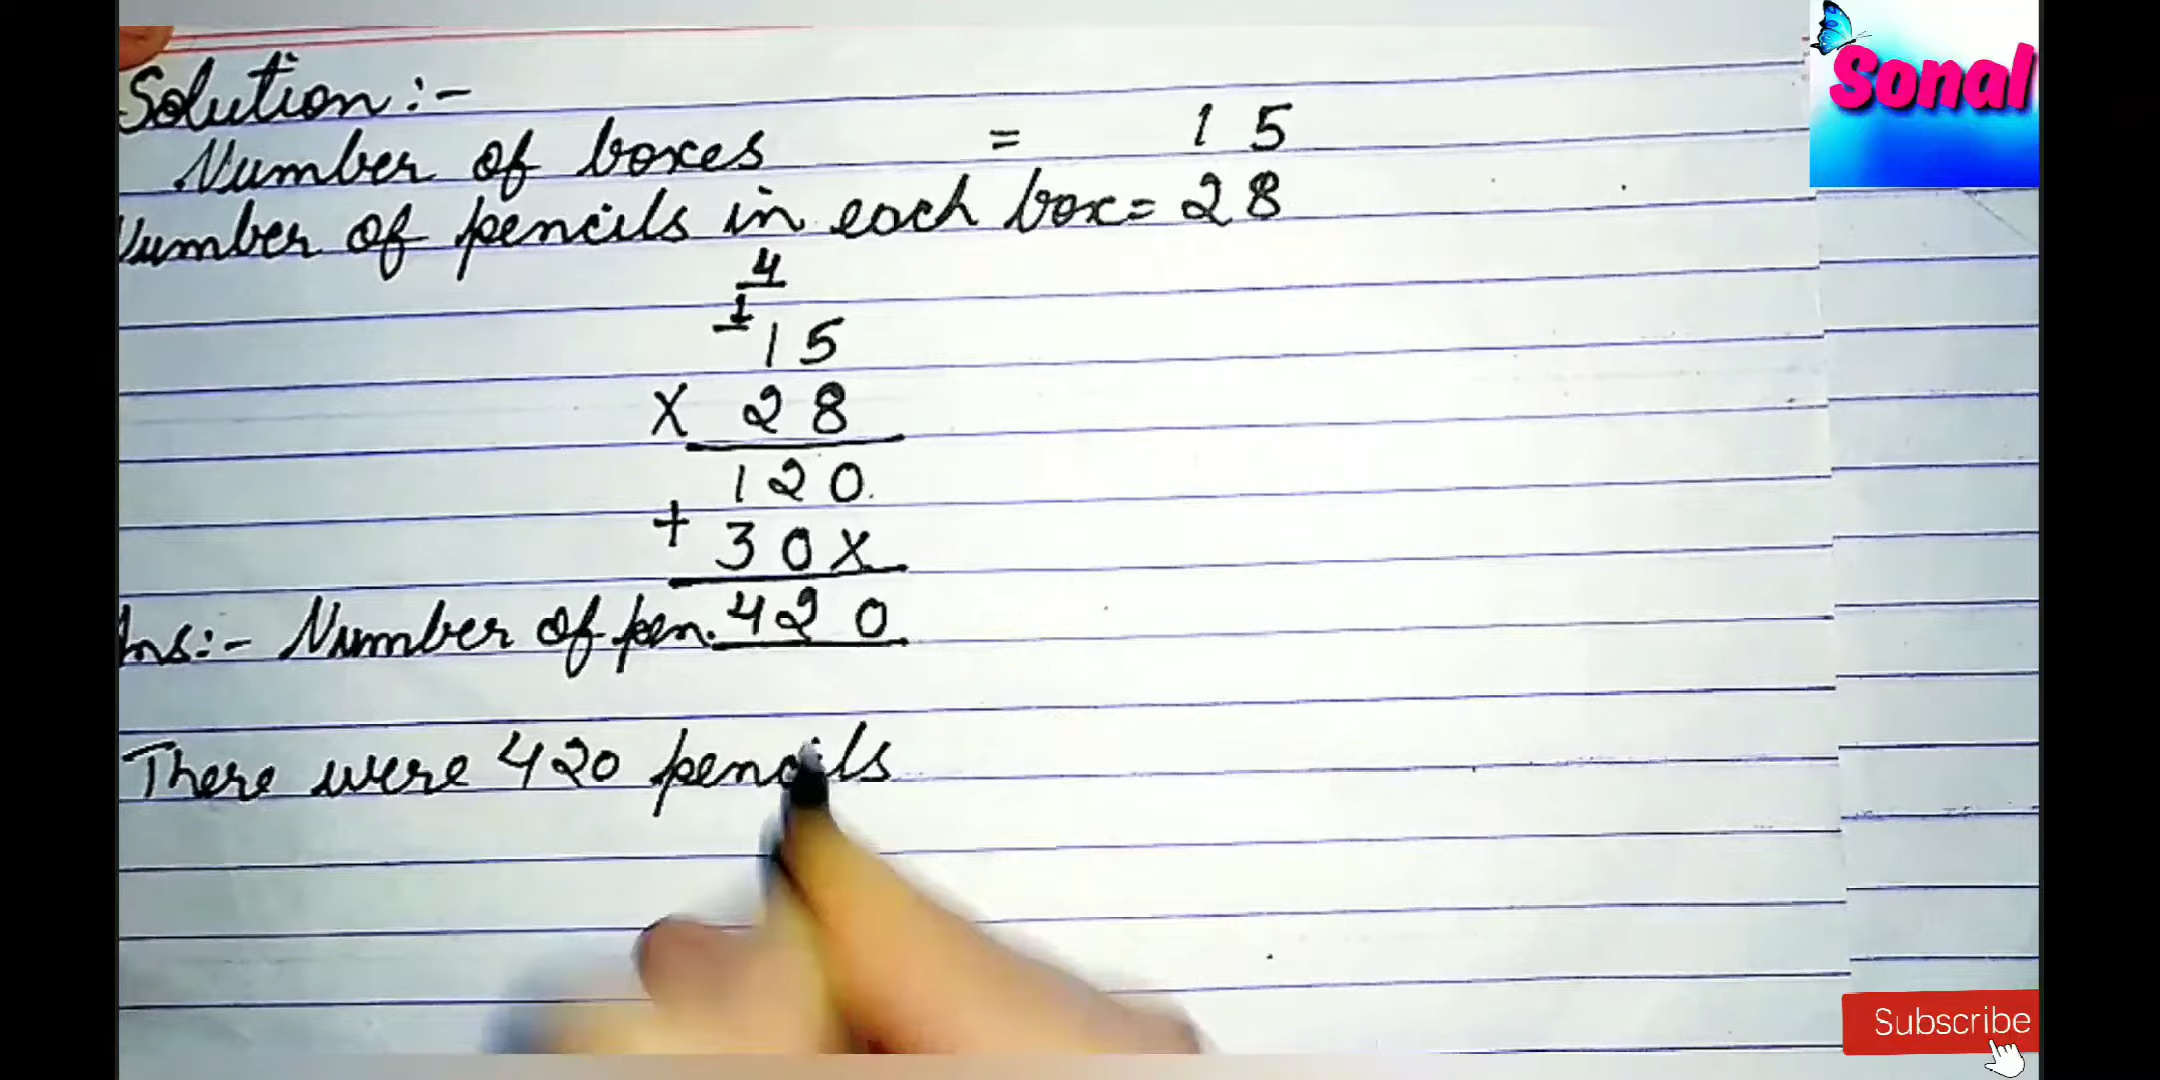 Solution:-
Number of boxes = 15
Number of pencils in each box = 28
4
1
15
X 28
120
+ 30x
Ans:- Number of pen. 420
There were 420 pencils
Sonal
Subscribe